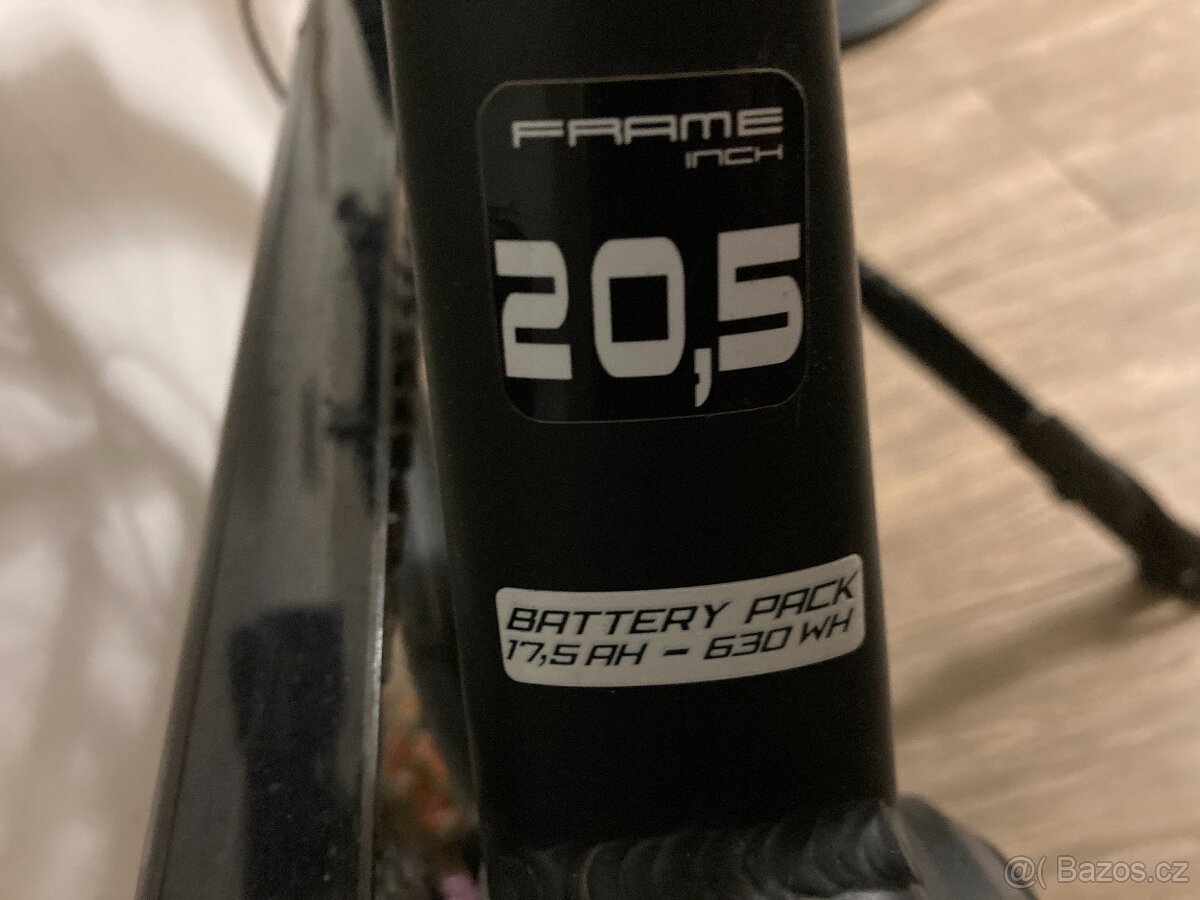 FRAME
INCH
20,5
BATTERY PACK
17,5 AH - 630 WH
@( Bazos.cz